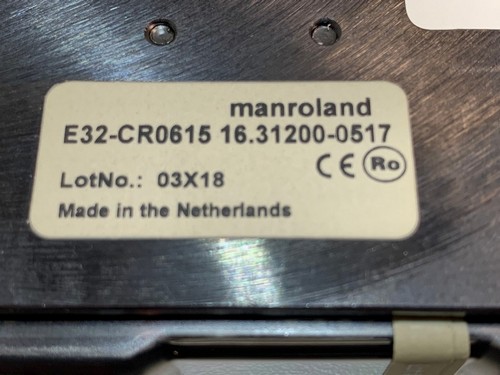 manroland
E32-CR0615 16.31200-0517
CE Ro
LotNo.: 03X18
Made in the Netherlands